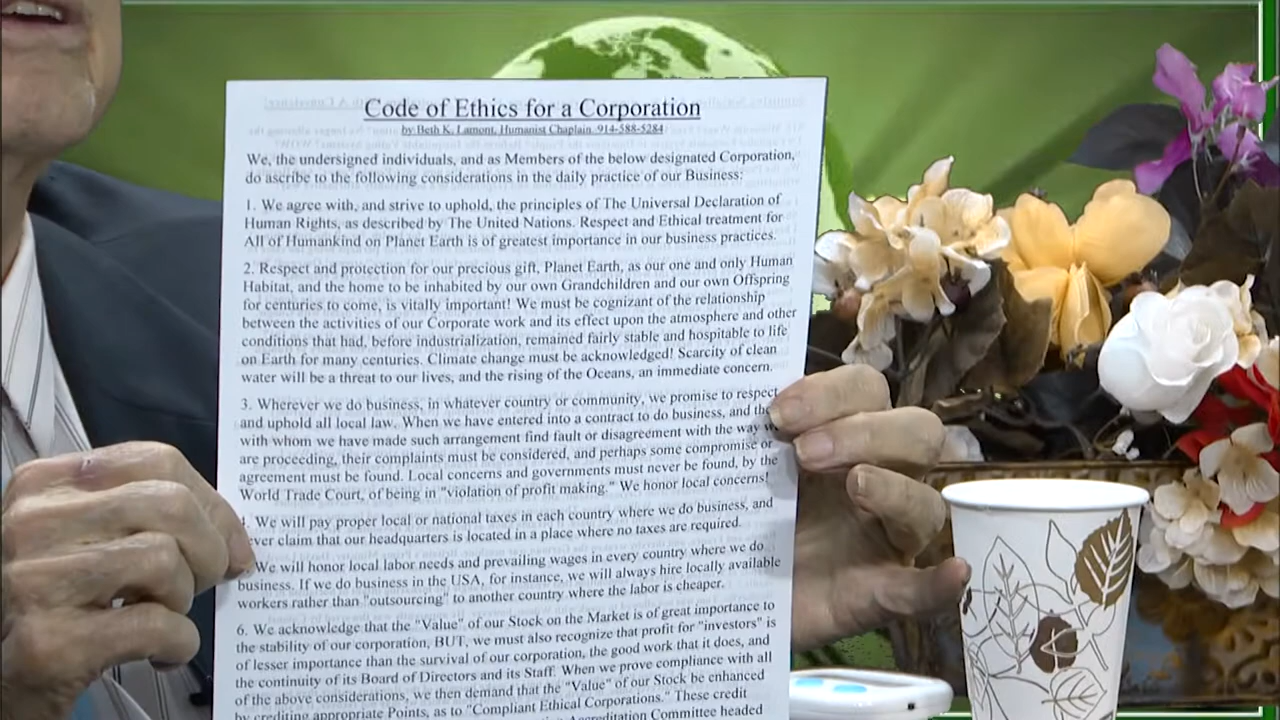 Code of Ethics for a Corporation
by Beth K. Lamont, Humanist Chaplain, 914-588-5284
We, the undersigned individuals, and as Members of the below designated Corporation,
do ascribe to the following considerations in the daily practice of our Business:
1. We agree with, and strive to uphold, the principles of The Universal Declaration of
Human Rights, as described by The United Nations. Respect and Ethical treatment for
All of Humankind on Planet Earth is of greatest importance in our business practices.
2. Respect and protection for our precious gift, Planet Earth, as our one and only Human
Habitat, and the home to be inhabited by our own Grandchildren and our own Offspring
for centuries to come, is vitally important! We must be cognizant of the relationship
between the activities of our Corporate work and its effect upon the atmosphere and other
conditions that had, before industrialization, remained fairly stable and hospitable to life
on Earth for many centuries. Climate change must be acknowledged! Scarcity of clean
water will be a threat to our lives, and the rising of the Oceans, an immediate concern.
3. Wherever we do business, in whatever country or community, we promise to respect
and uphold all local law. When we have entered into a contract to do business, and
with whom we have made such arrangement find fault or disagreement with the way
are proceeding, their complaints must be considered, and perhaps some compromise or
agreement must be found. Local concerns and governments must never be found, by the
World Trade Court, of being in "violation of profit making." We honor local concerns!
We will pay proper local or national taxes in each country where we do business, and
claim that our headquarters is located in a place where no taxes are required.
We will honor local labor needs and prevailing wages in every country where we do
business. If we do business in the USA, for instance, we will always hire locally available
workers rather than "outsourcing" to another country where the labor is cheaper.
6. We acknowledge that the "Value" of our Stock on the Market is of great importance to
the stability of our corporation, BUT, we must also recognize that profit for "investors" is
of lesser importance than the survival of our corporation, the good work that it does, and
the continuity of its Board of Directors and its Staff. When we prove compliance with all
of the above considerations, we then demand that the "Value" of our Stock be enhanced
by crediting appropriate Points, as to "Compliant Ethical Corporations." These credit
Accreditation Committee headed